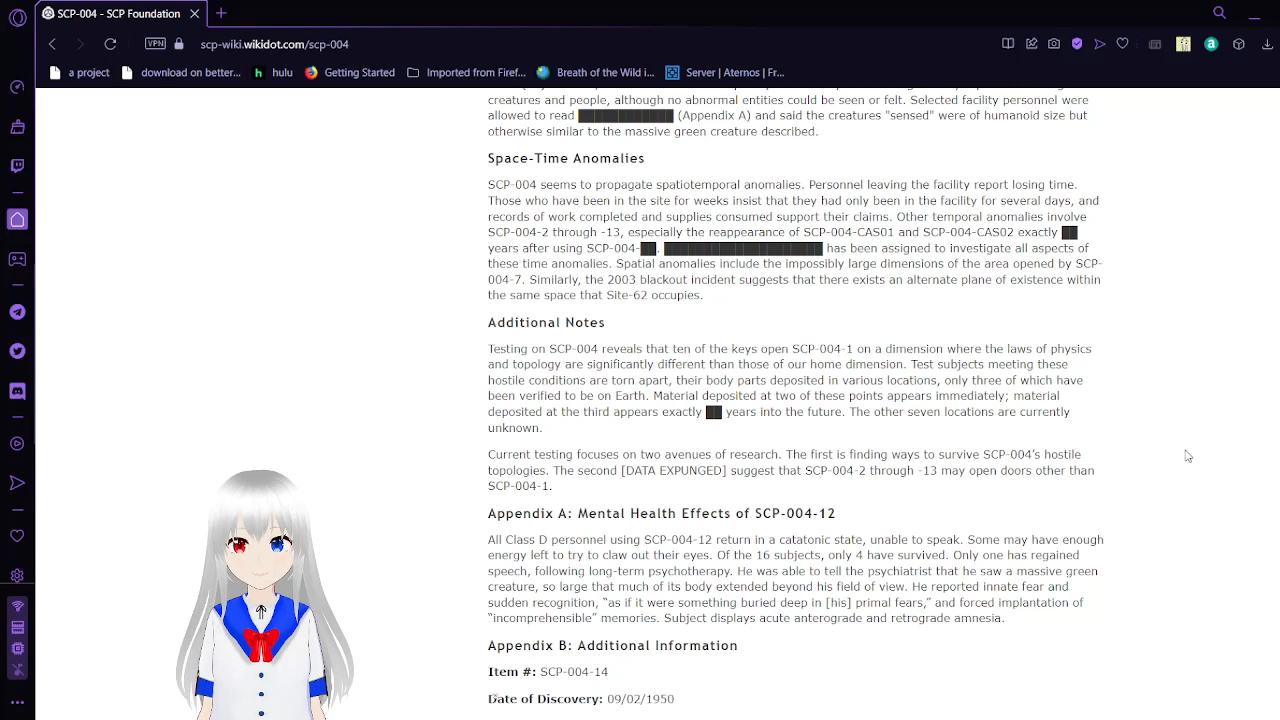 SCP-004 - SCP Foundation
VPN
scp-wiki.wikidot.com/scp-004
a project
download on better...
h hulu
Getting Started
Imported from Firef...
Breath of the Wild i...
Server | Aternos | Fr...
creatures and people, although no abnormal entities could be seen or felt. Selected facility personnel were
allowed to read ████████████ (Appendix A) and said the creatures "sensed" were of humanoid size but
otherwise similar to the massive green creature described.
Space-Time Anomalies
SCP-004 seems to propagate spatiotemporal anomalies. Personnel leaving the facility report losing time.
Those who have been in the site for weeks insist that they had only been in the facility for several days, and
records of work completed and supplies consumed support their claims. Other temporal anomalies involve
SCP-004-2 through -13, especially the reappearance of SCP-004-CAS01 and SCP-004-CAS02 exactly ██
years after using SCP-004-██. ████████████████████ has been assigned to investigate all aspects of
these time anomalies. Spatial anomalies include the impossibly large dimensions of the area opened by SCP-
004-7. Similarly, the 2003 blackout incident suggests that there exists an alternate plane of existence within
the same space that Site-62 occupies.
Additional Notes
Testing on SCP-004 reveals that ten of the keys open SCP-004-1 on a dimension where the laws of physics
and topology are significantly different than those of our home dimension. Test subjects meeting these
hostile conditions are torn apart, their body parts deposited in various locations, only three of which have
been verified to be on Earth. Material deposited at two of these points appears immediately; material
deposited at the third appears exactly ██ years into the future. The other seven locations are currently
unknown.
Current testing focuses on two avenues of research. The first is finding ways to survive SCP-004's hostile
topologies. The second [DATA EXPUNGED] suggest that SCP-004-2 through -13 may open doors other than
SCP-004-1.
Appendix A: Mental Health Effects of SCP-004-12
All Class D personnel using SCP-004-12 return in a catatonic state, unable to speak. Some may have enough
energy left to try to claw out their eyes. Of the 16 subjects, only 4 have survived. Only one has regained
speech, following long-term psychotherapy. He was able to tell the psychiatrist that he saw a massive green
creature, so large that much of its body extended beyond his field of view. He reported innate fear and
sudden recognition, “as if it were something buried deep in [his] primal fears,” and forced implantation of
“incomprehensible” memories. Subject displays acute anterograde and retrograde amnesia.
Appendix B: Additional Information
Item #: SCP-004-14
Date of Discovery: 09/02/1950